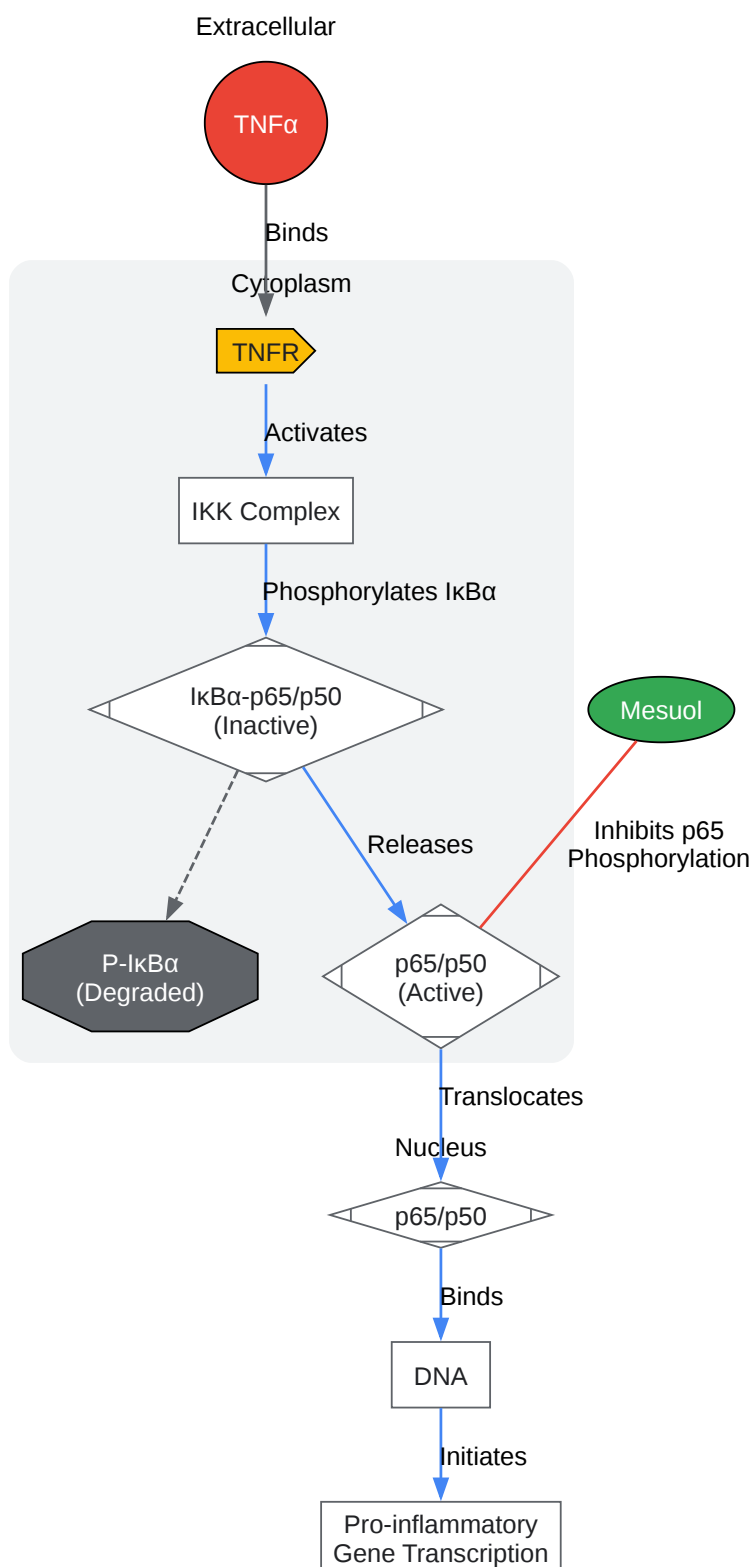 Extracellular
TNFα
Binds
Cytoplasm
TNFR
Activates
IKK Complex
Phosphorylates IκBα
IκBα-p65/p50
(Inactive)
Mesuol
Releases
Inhibits p65
Phosphorylation
P-IκBα
(Degraded)
p65/p50
(Active)
Translocates
Nucleus
p65/p50
Binds
DNA
Initiates
Pro-inflammatory
Gene Transcription